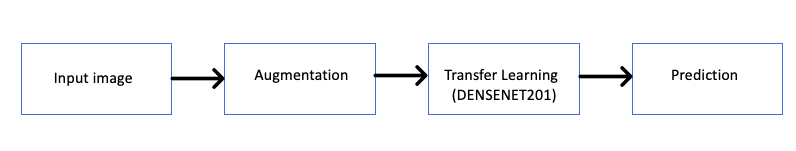 Input image
Augmentation
Transfer Learning
(DENSENET201)
Prediction